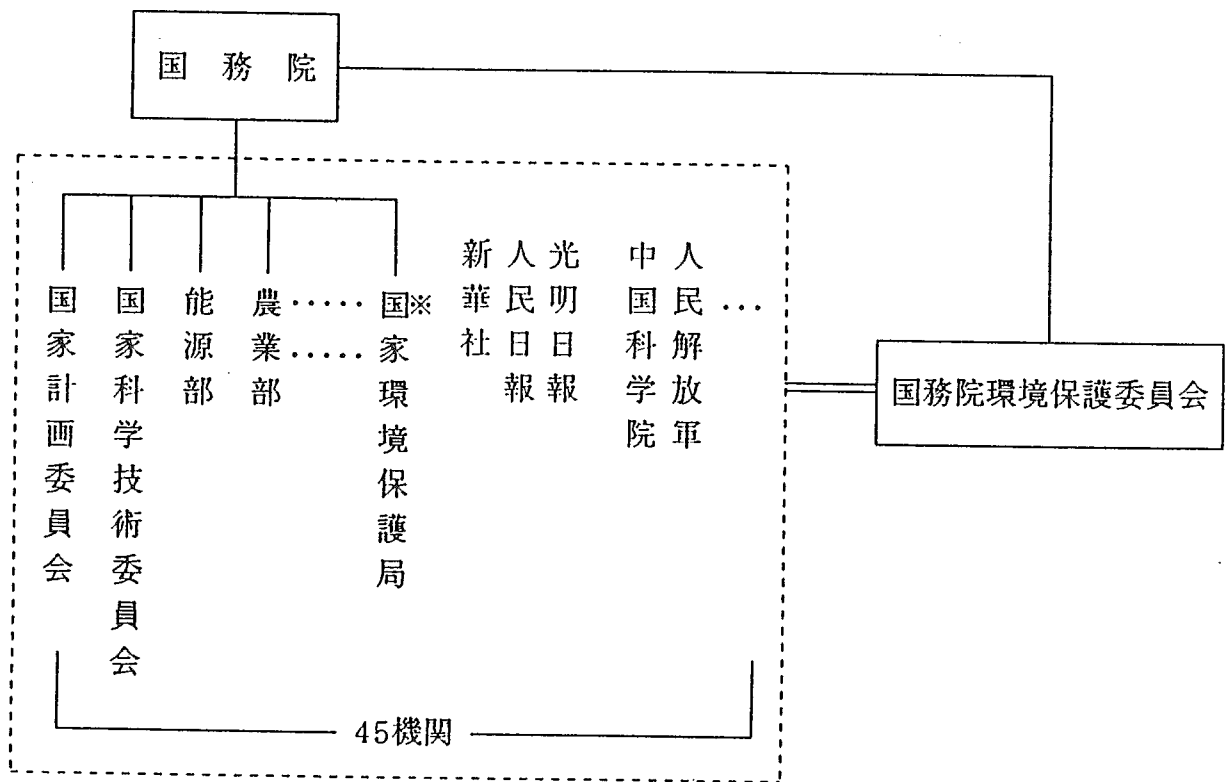 国務院
国家計画委員会
国家科学技術委員会
能源部
農業部
・・・・・
・・・・・
国※家環境保護局
新華社
人民日報
光明日報
中国科学院
人民解放軍
...
国務院環境保護委員会
45機関